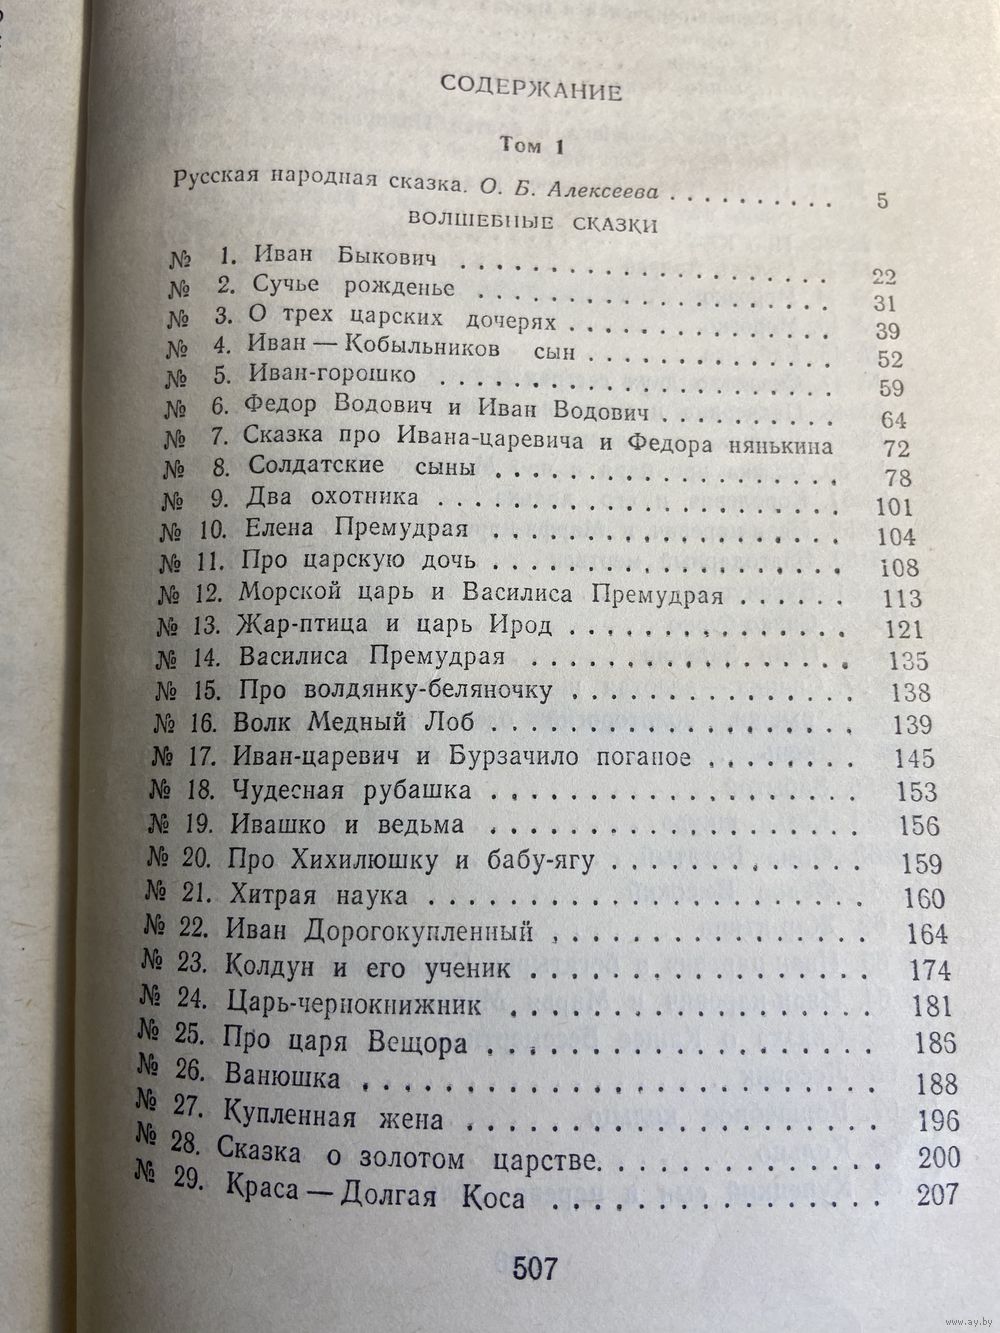 СОДЕРЖАНИЕ
Том 1
Русская народная сказка. О. Б. Алексеева . . . . . . . . . . 5
ВОЛШЕБНЫЕ СКАЗКИ
№ 1. Иван Быкович . . . . . . . . . . . . . . . . 22
№ 2. Сучье рожденье . . . . . . . . . . . . . . . 31
№ 3. О трех царских дочерях . . . . . . . . . . . . 39
№ 4. Иван — Кобыльников сын . . . . . . . . . . . 52
№ 5. Иван-горошко . . . . . . . . . . . . . . . . . 59
№ 6. Федор Водович и Иван Водович . . . . . . . . 64
№ 7. Сказка про Ивана-царевича и Федора нянькина 72
№ 8. Солдатские сыны . . . . . . . . . . . . . . . 78
№ 9. Два охотника . . . . . . . . . . . . . . . . . 101
№ 10. Елена Премудрая . . . . . . . . . . . . . . . 104
№ 11. Про царскую дочь . . . . . . . . . . . . . . . 108
№ 12. Морской царь и Василиса Премудрая . . . . . . 113
№ 13. Жар-птица и царь Ирод . . . . . . . . . . . . 121
№ 14. Василиса Премудрая . . . . . . . . . . . . . . 135
№ 15. Про волдянку-беляночку . . . . . . . . . . . . 138
№ 16. Волк Медный Лоб . . . . . . . . . . . . . . . 139
№ 17. Иван-царевич и Бурзачило поганое . . . . . . . . 145
№ 18. Чудесная рубашка . . . . . . . . . . . . . . . 153
№ 19. Ивашко и ведьма . . . . . . . . . . . . . . . 156
№ 20. Про Хихилюшку и бабу-ягу . . . . . . . . . . . 159
№ 21. Хитрая наука . . . . . . . . . . . . . . . . . 160
№ 22. Иван Дорогокупленный . . . . . . . . . . . . . 164
№ 23. Колдун и его ученик . . . . . . . . . . . . . . 174
№ 24. Царь-чернокнижник . . . . . . . . . . . . . . 181
№ 25. Про царя Вещора . . . . . . . . . . . . . . . 186
№ 26. Ванюшка . . . . . . . . . . . . . . . . . . . 188
№ 27. Купленная жена . . . . . . . . . . . . . . . . 196
№ 28. Сказка о золотом царстве. . . . . . . . . . . . 200
№ 29. Краса — Долгая Коса . . . . . . . . . . . . . . 207
507
www.ay.by